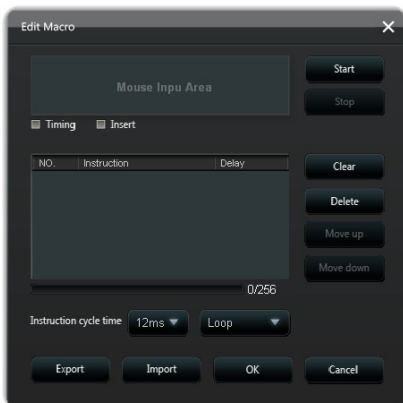 Edit Macro
Start
Mouse Inpu Area
Stop
Timing Insert
NO. Instruction Delay
Clear
Delete
Move up
Move down
0/256
Instruction cycle time 12ms Loop
Export Import OK Cancel